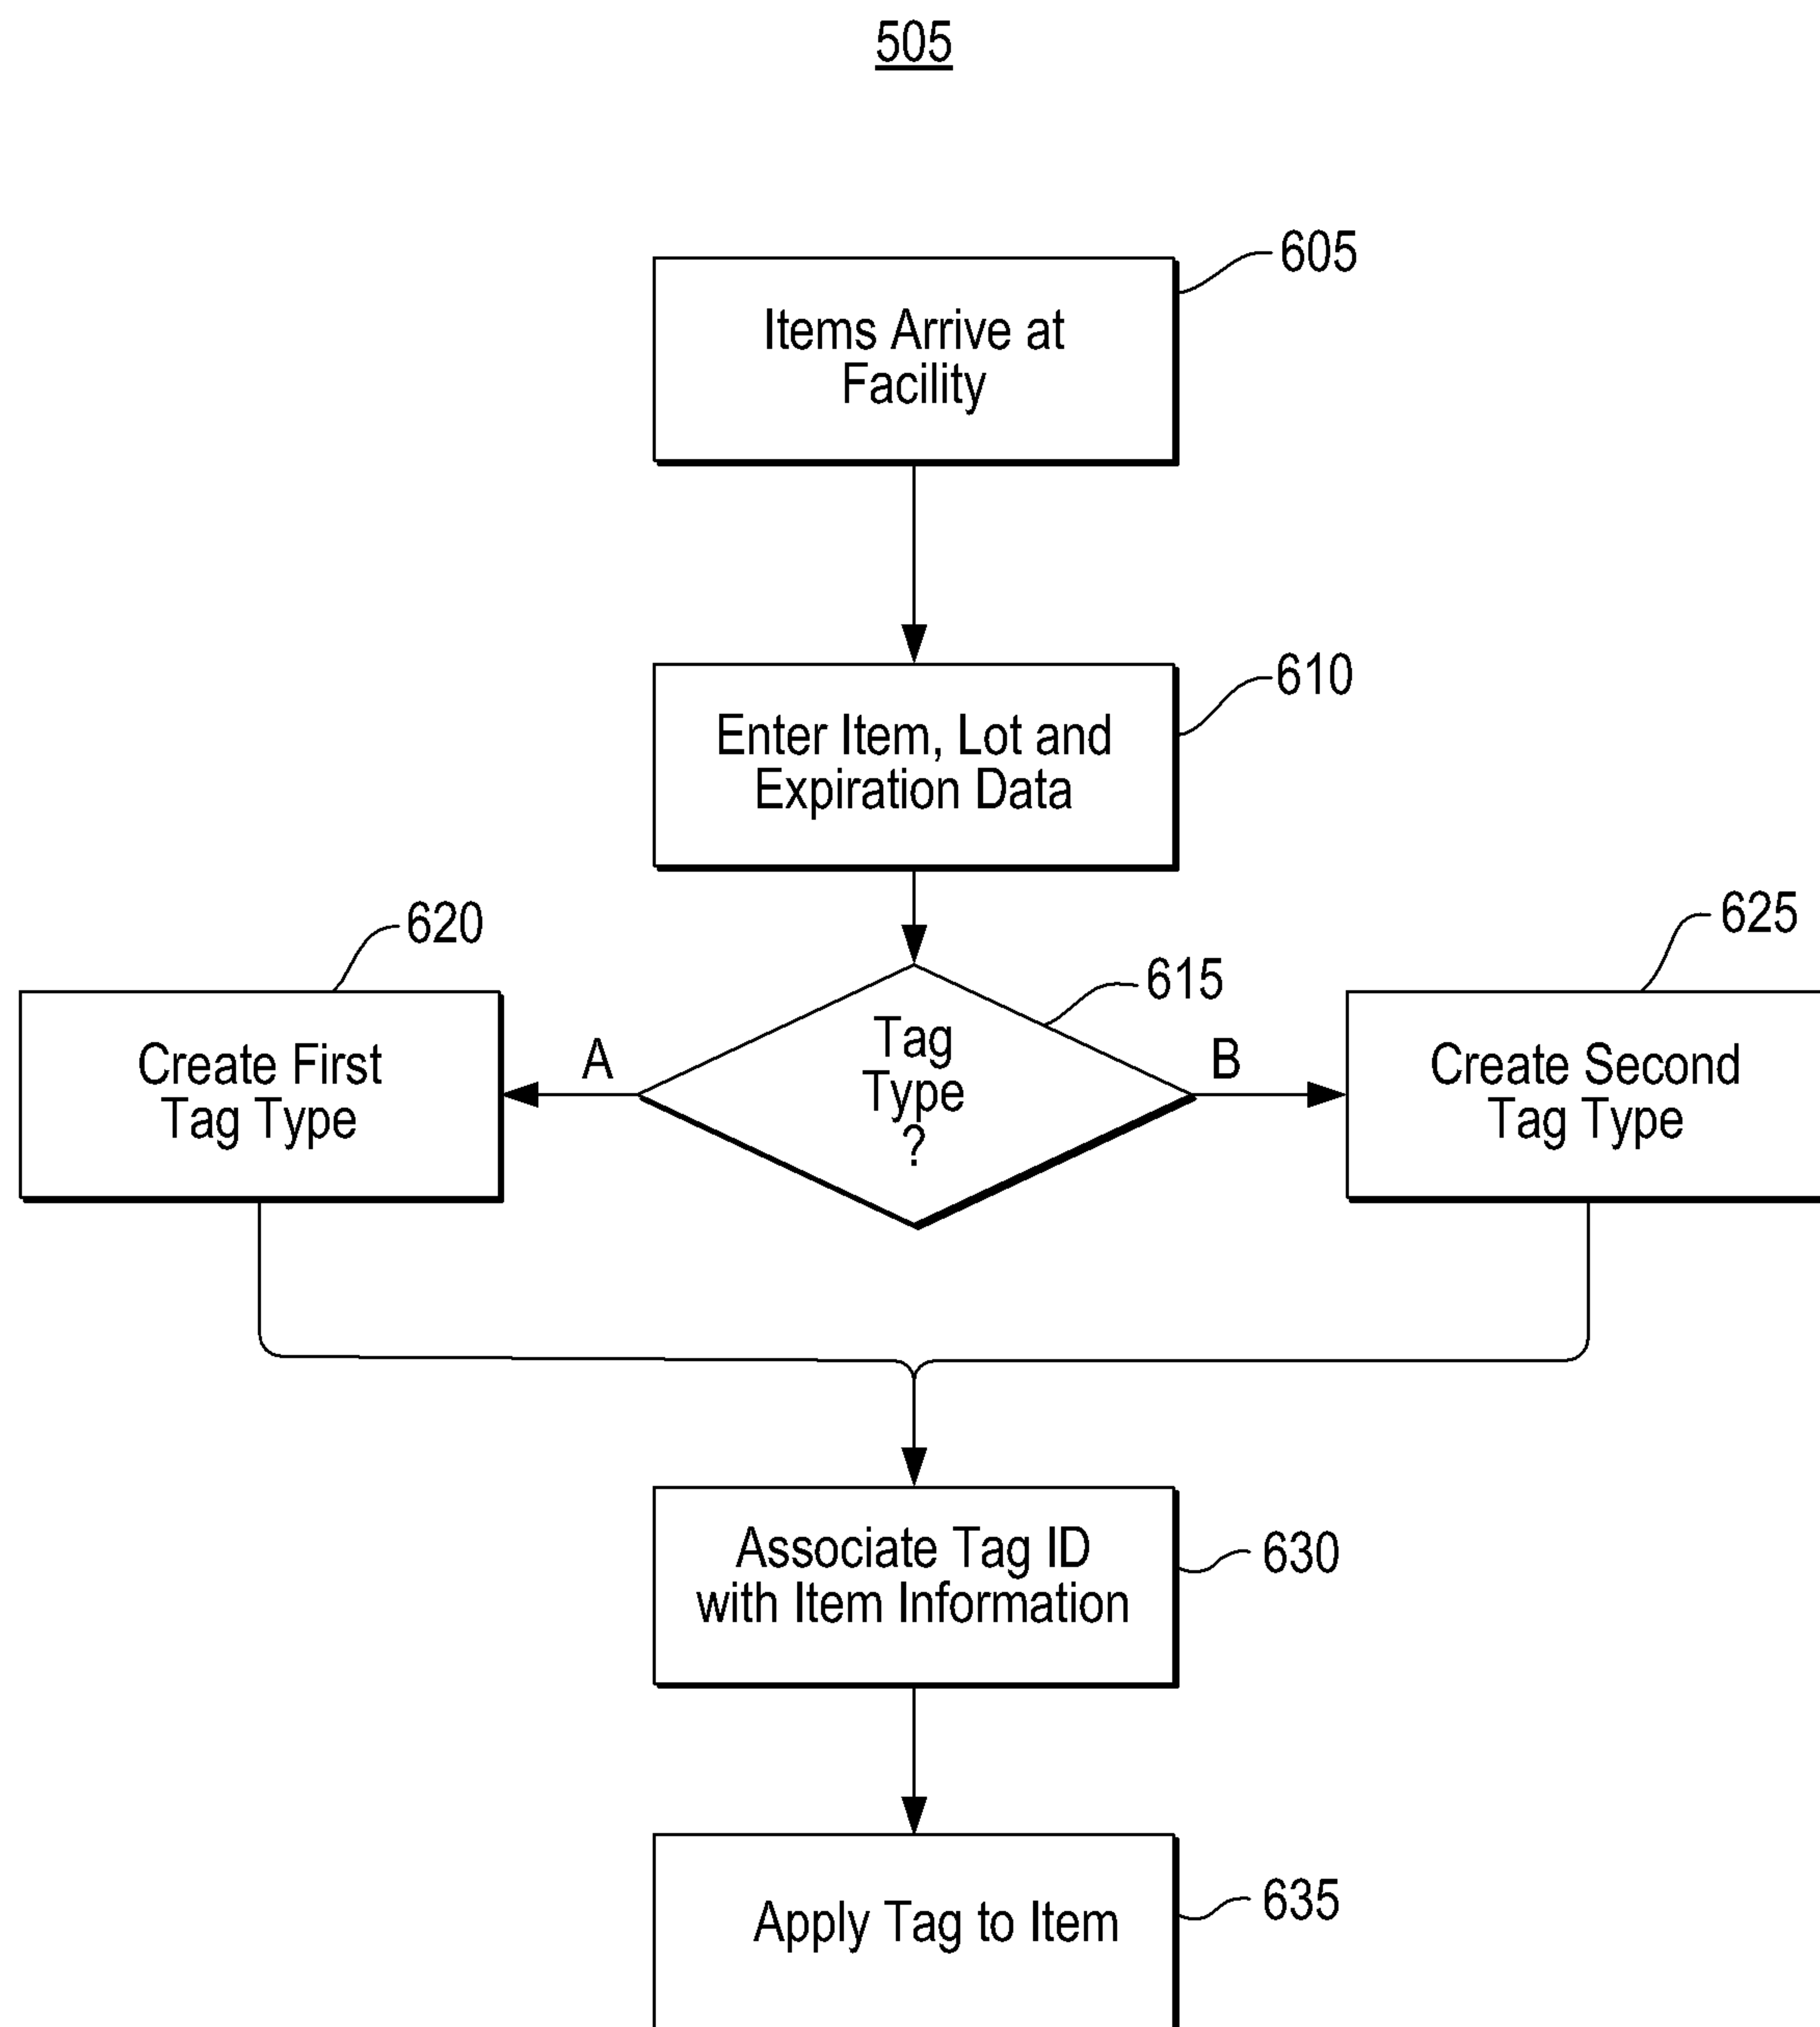 505
605
Items Arrive at
Facility
610
Enter Item, Lot and
Expiration Data
620
625
615
Create First
Tag Type
A
Tag
Type
?
B
Create Second
Tag Type
Associate Tag ID
with Item Information
630
Apply Tag to Item
635